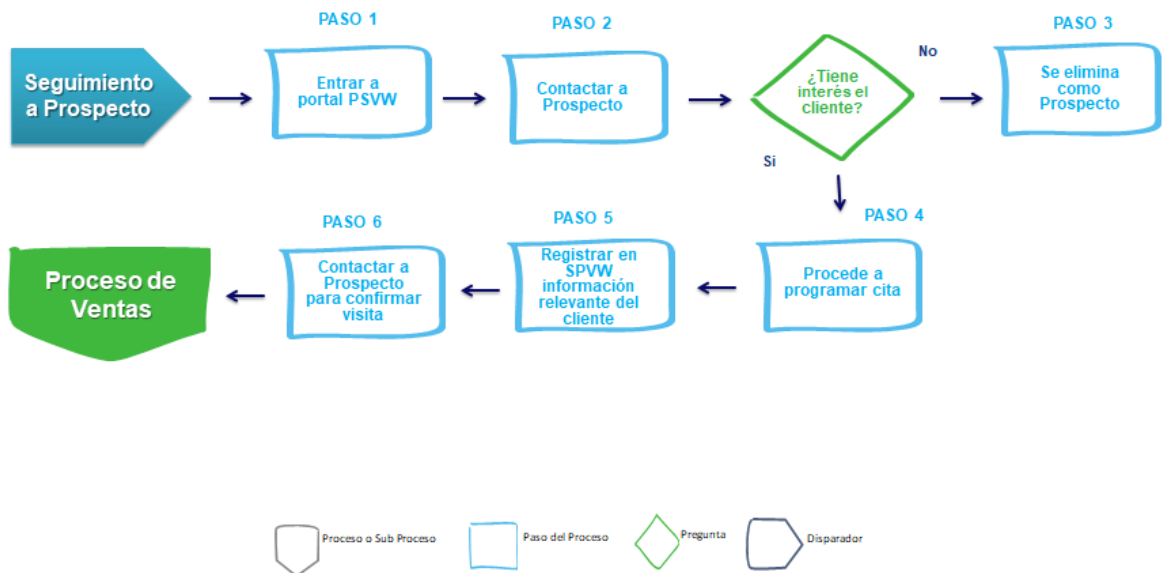 PASO 1
PASO 2
PASO 3
Seguimiento
a Prospecto
Entrar a
portal PSVW
Contactar a
Prospecto
¿Tiene
interés el
cliente?
No
Se elimina
como
Prospecto
Si
PASO 6
PASO 5
PASO 4
Proceso de
Ventas
Contactar a
Prospecto
para confirmar
visita
Registrar en
SPVW
información
relevante del
cliente
Procede a
programar cita
Proceso o Sub Proceso
Paso del Proceso
Pregunta
Disparador